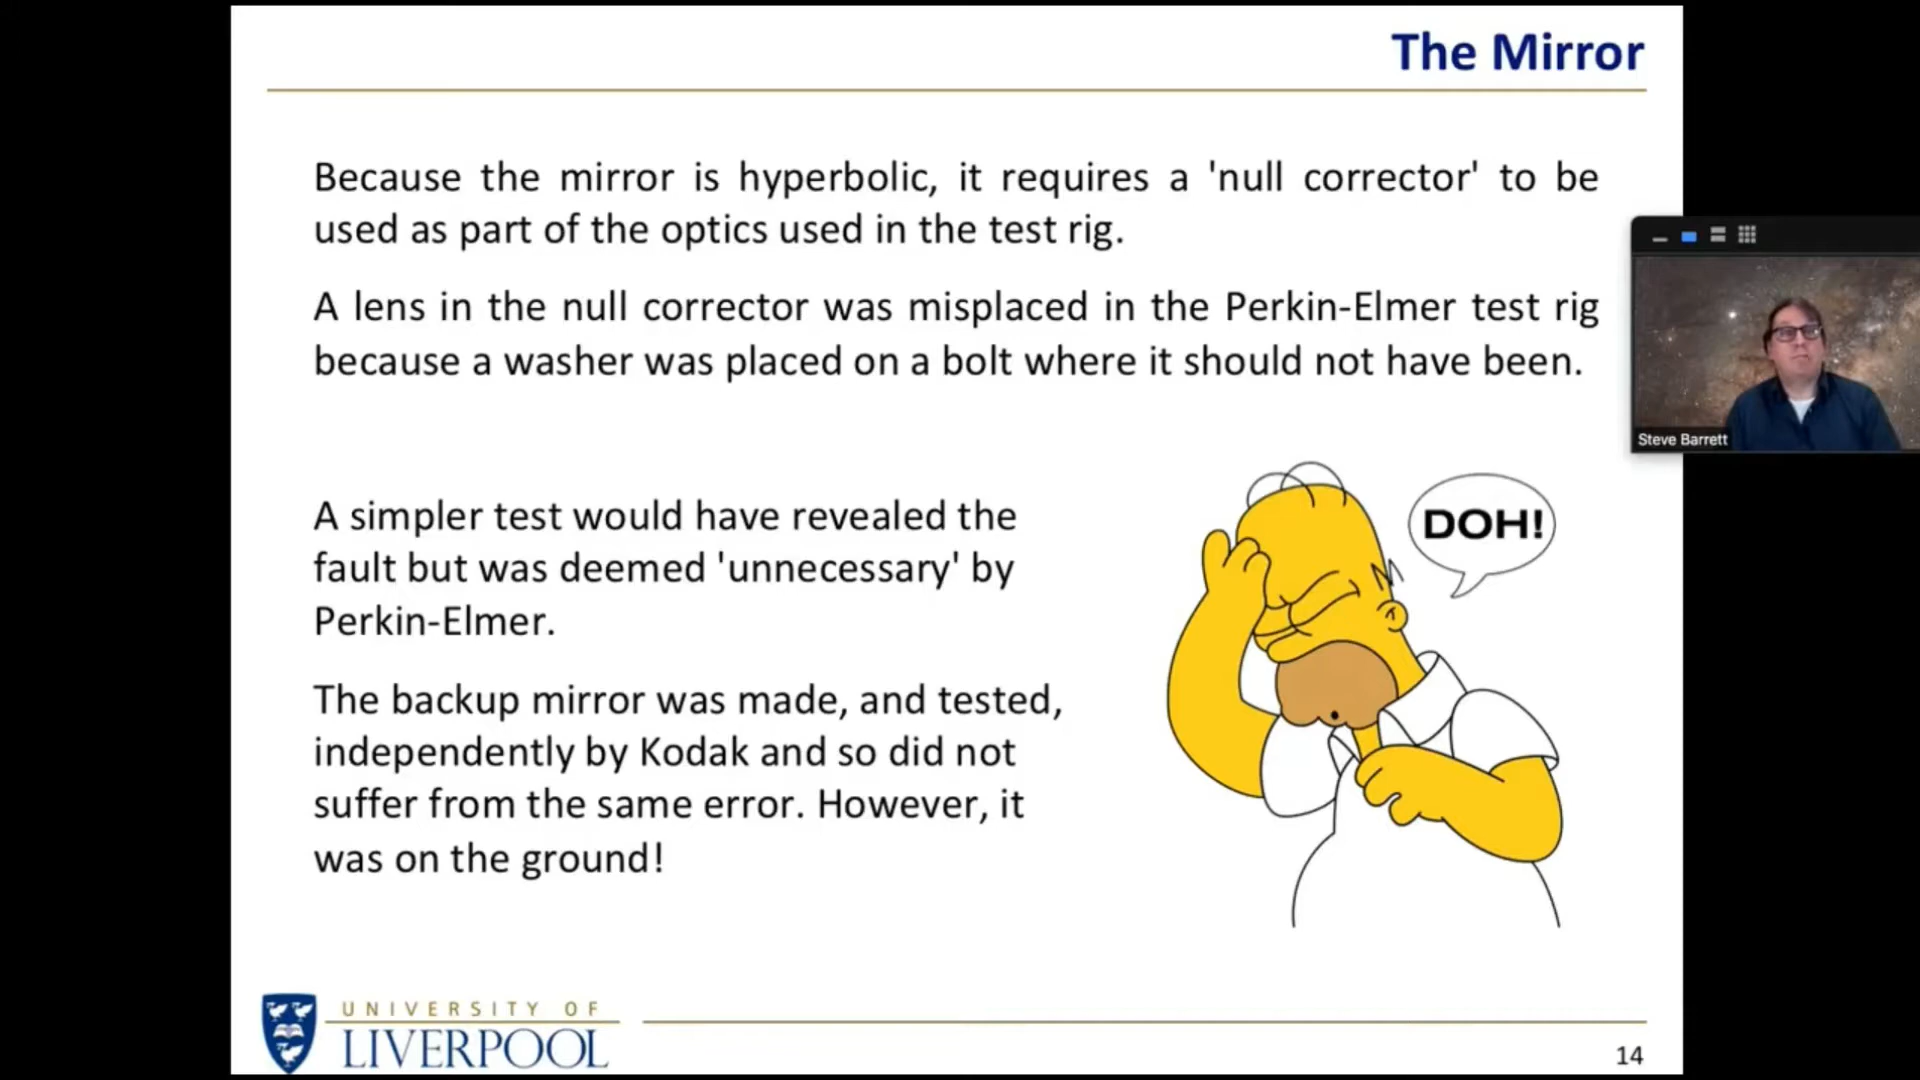 The Mirror
Because the mirror is hyperbolic, it requires a 'null corrector' to be
used as part of the optics used in the test rig.
A lens in the null corrector was misplaced in the Perkin-Elmer test rig
because a washer was placed on a bolt where it should not have been.
Steve Barrett
DOH!
A simpler test would have revealed the
fault but was deemed 'unnecessary' by
Perkin-Elmer.
The backup mirror was made, and tested,
independently by Kodak and so did not
suffer from the same error. However, it
was on the ground!
UNIVERSITY OF
LIVERPOOL
14